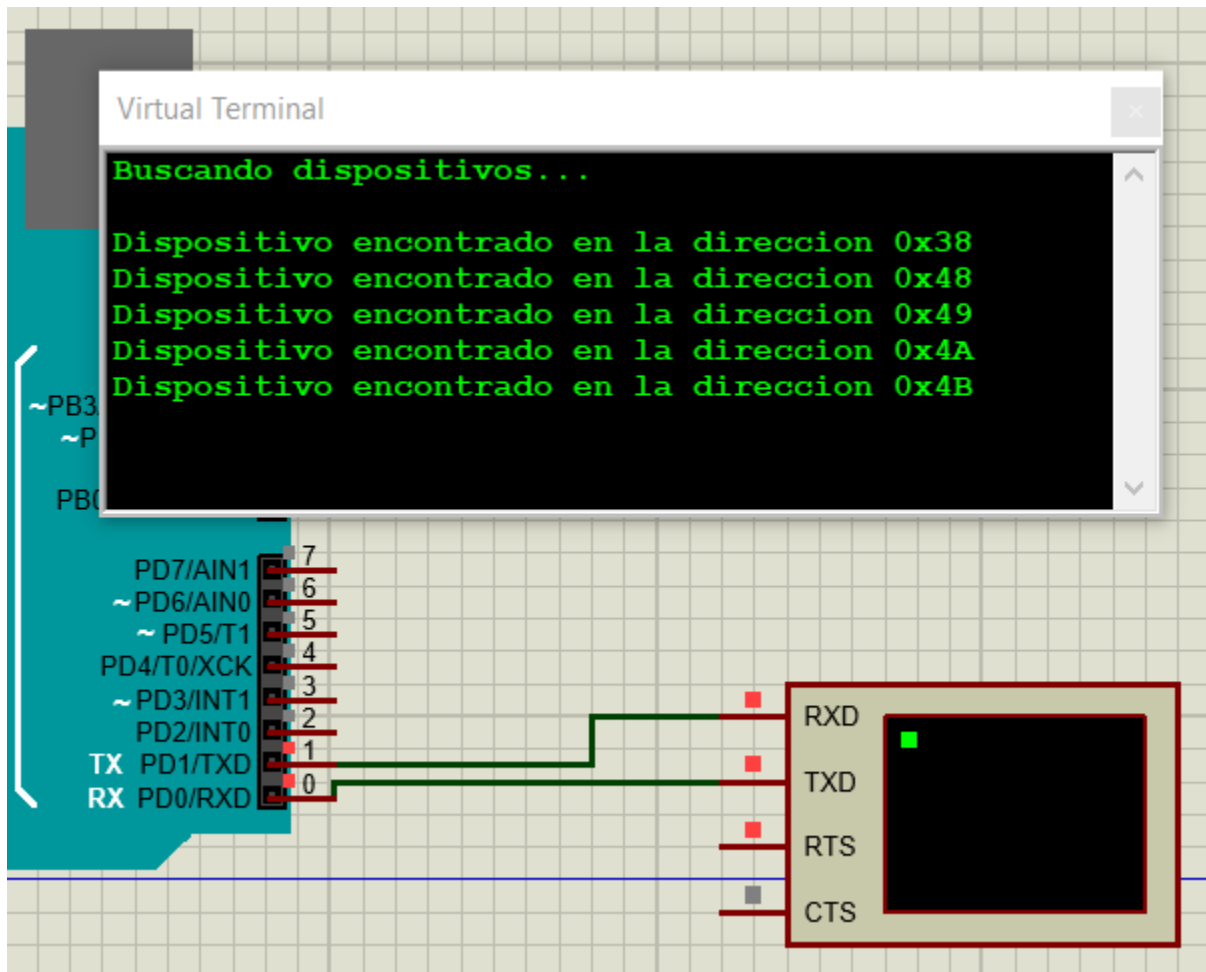 Virtual Terminal
Buscando dispositivos...
Dispositivo encontrado en la direccion 0x38
Dispositivo encontrado en la direccion 0x48
Dispositivo encontrado en la direccion 0x49
Dispositivo encontrado en la direccion 0x4A
Dispositivo encontrado en la direccion 0x4B
~PB3
~P
PB0
PD7/AIN1 7
~PD6/AIN0 6
~ PD5/T1 5
PD4/T0/XCK 4
~PD3/INT1 3
PD2/INT0 2
TX PD1/TXD 1
RX PD0/RXD 0
RXD
TXD
RTS
CTS